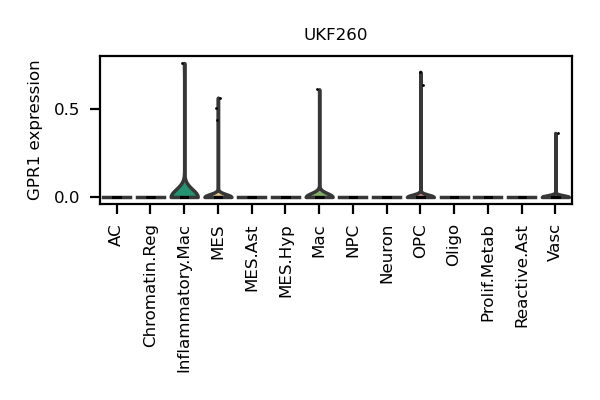 UKF260
GPR1 expression
0.5
0.0
AC
Chromatin.Reg
Inflammatory.Mac
MES
MES.Ast
MES.Hyp
Mac
NPC
Neuron
OPC
Oligo
Prolif.Metab
Reactive.Ast
Vasc